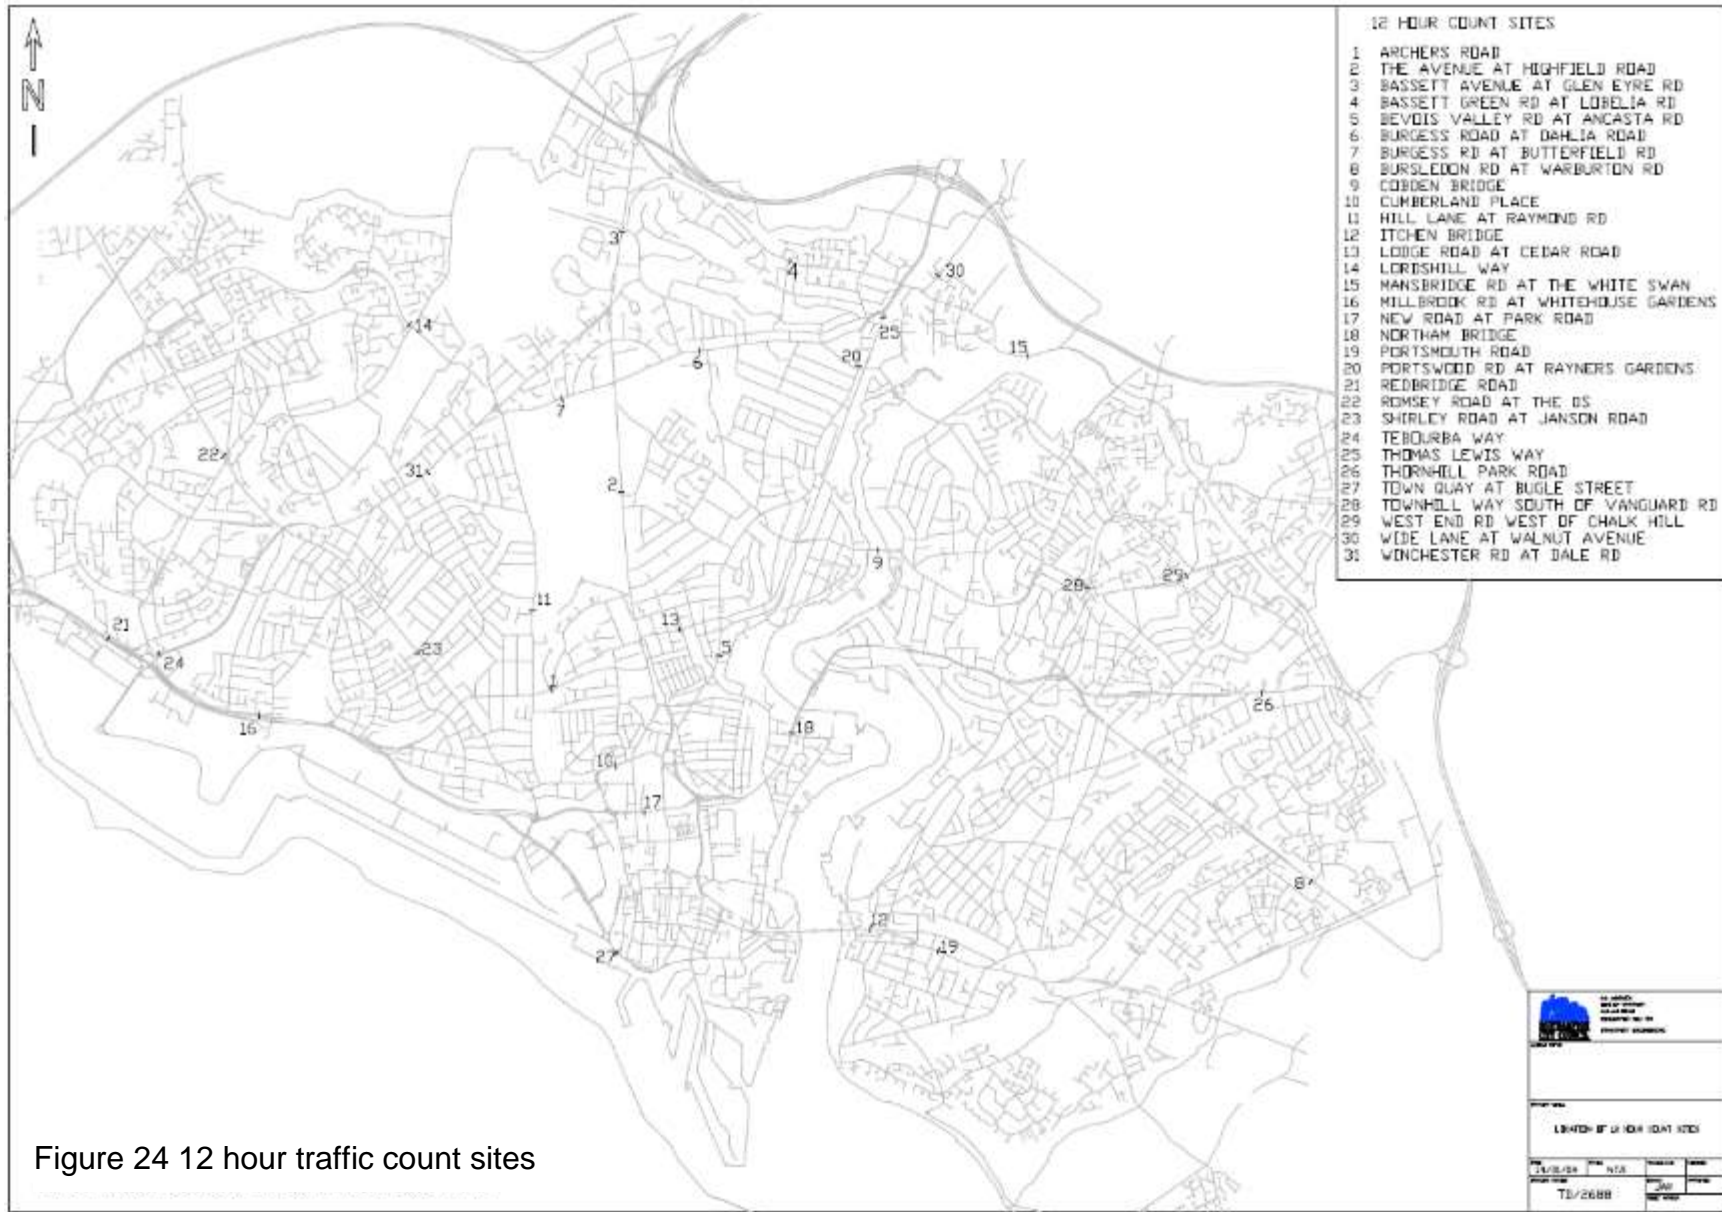 N
12 HOUR COUNT SITES
1 ARCHERS ROAD
2 THE AVENUE AT HIGHFIELD ROAD
3 BASSETT AVENUE AT GLEN EYRE RD
4 BASSETT GREEN RD AT LOBELIA RD
5 BEVOIS VALLEY RD AT ANCASTA RD
6 BURGESS ROAD AT DAHLIA ROAD
7 BURGESS RD AT BUTTERFIELD RD
8 BURSLEDON RD AT WARBURTON RD
9 COBDEN BRIDGE
10 CUMBERLAND PLACE
11 HILL LANE AT RAYMOND RD
12 ITCHEN BRIDGE
13 LODGE ROAD AT CEDAR ROAD
14 LORDSHILL WAY
15 MANSBRIDGE RD AT THE WHITE SWAN
16 MILLBROOK RD AT WHITEHOUSE GARDENS
17 NEW ROAD AT PARK ROAD
18 NORTHAM BRIDGE
19 PORTSMOUTH ROAD
20 PORTSWOOD RD AT RAYNERS GARDENS
21 REDBRIDGE ROAD
22 ROMSEY ROAD AT THE OS
23 SHIRLEY ROAD AT JANSON ROAD
24 TEBOURBA WAY
25 THOMAS LEWIS WAY
26 THORNHILL PARK ROAD
27 TOWN QUAY AT BUGLE STREET
28 TOWNHILL WAY SOUTH OF VANGUARD RD
29 WEST END RD WEST OF CHALK HILL
30 WIDE LANE AT WALNUT AVENUE
31 WINCHESTER RD AT DALE RD
3
4
30
14
25
15
20
6
7
22
31
2
9
29
28
11
13
21
5
23
24
1
26
16
18
10
17
8
12
19
27
LOCATION OF 12 HOUR COUNT SITES
NTS
TD/2688
Figure 24 12 hour traffic count sites